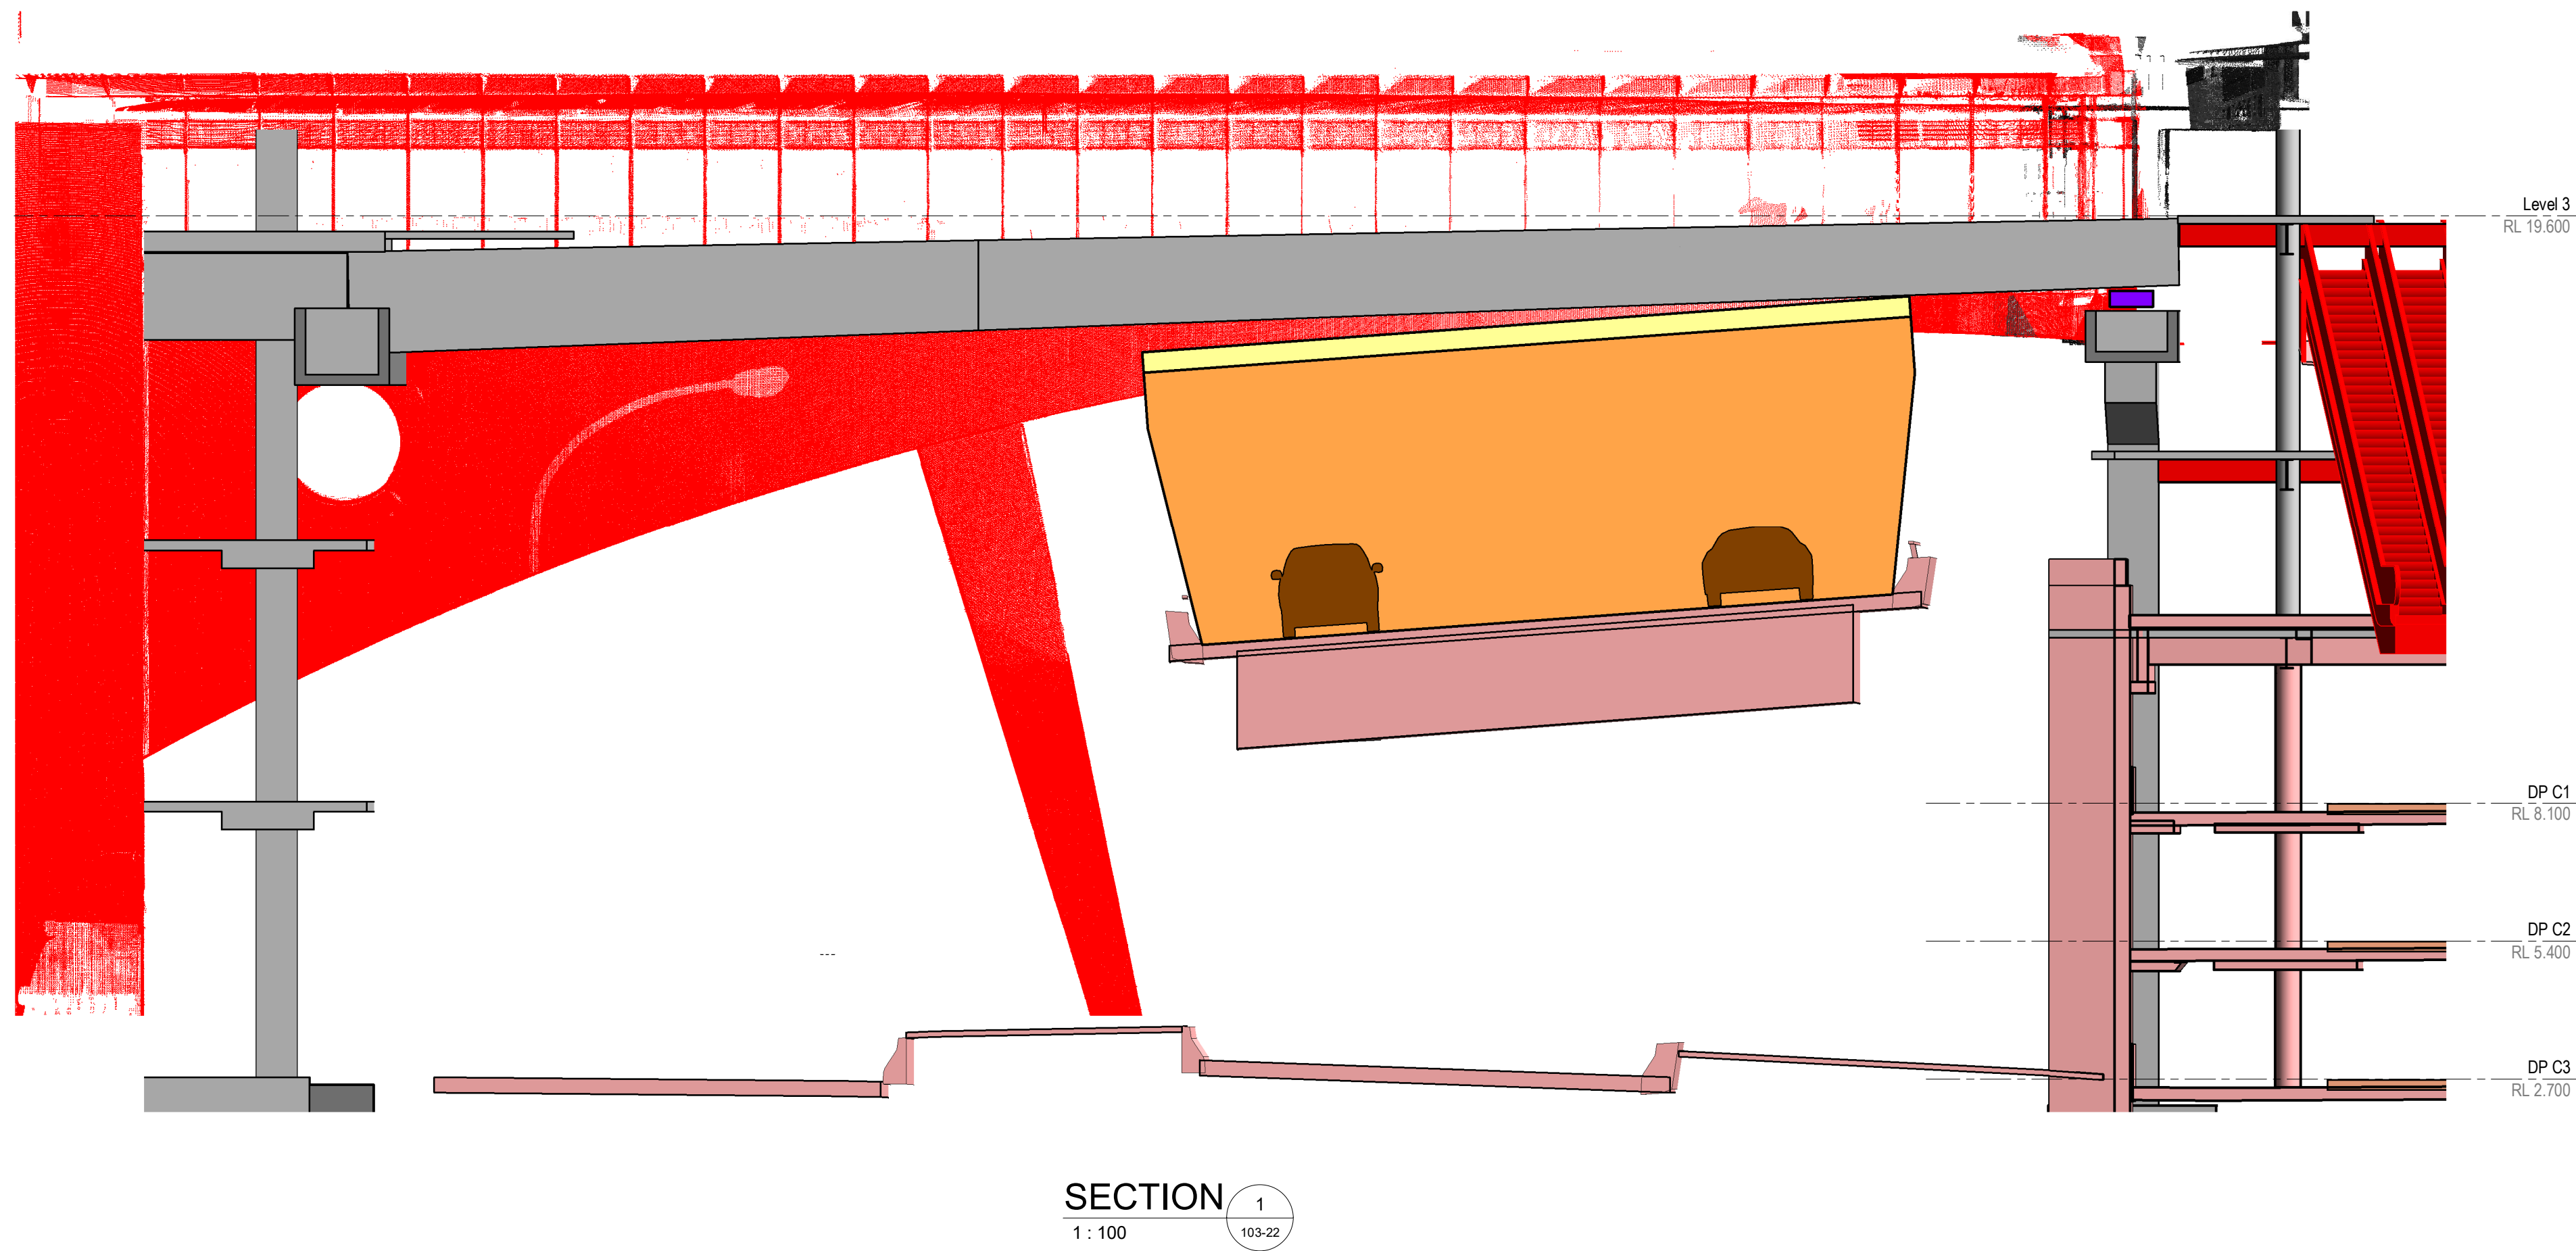 Level 3
RL 19.600
DP C1
RL 8.100
DP C2
RL 5.400
DP C3
RL 2.700
SECTION
1
1 : 100
103-22